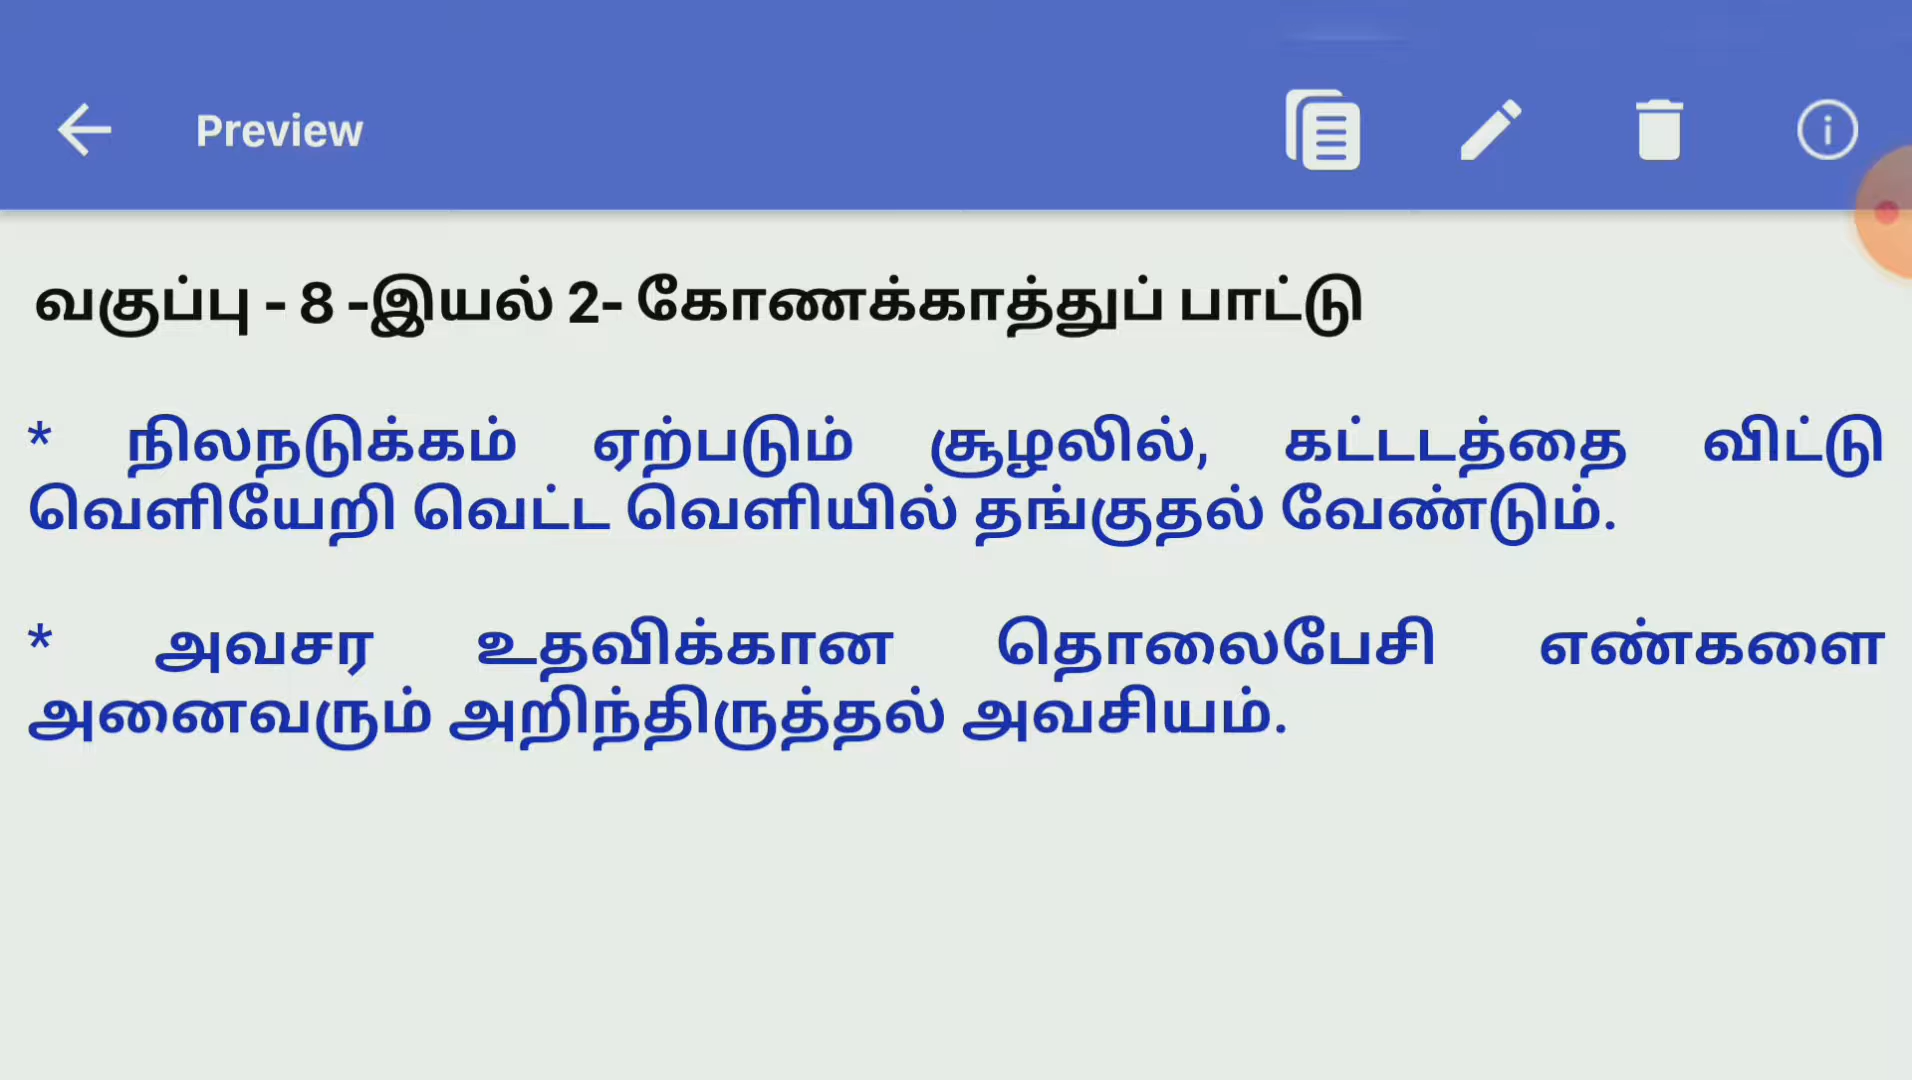 Preview
வகுப்பு - 8 -இயல் 2- கோணக்காத்துப் பாட்டு
* நிலநடுக்கம் ஏற்படும் சூழலில், கட்டடத்தை விட்டு
வெளியேறி வெட்ட வெளியில் தங்குதல் வேண்டும்.
* அவசர உதவிக்கான தொலைபேசி எண்களை
அனைவரும் அறிந்திருத்தல் அவசியம்.